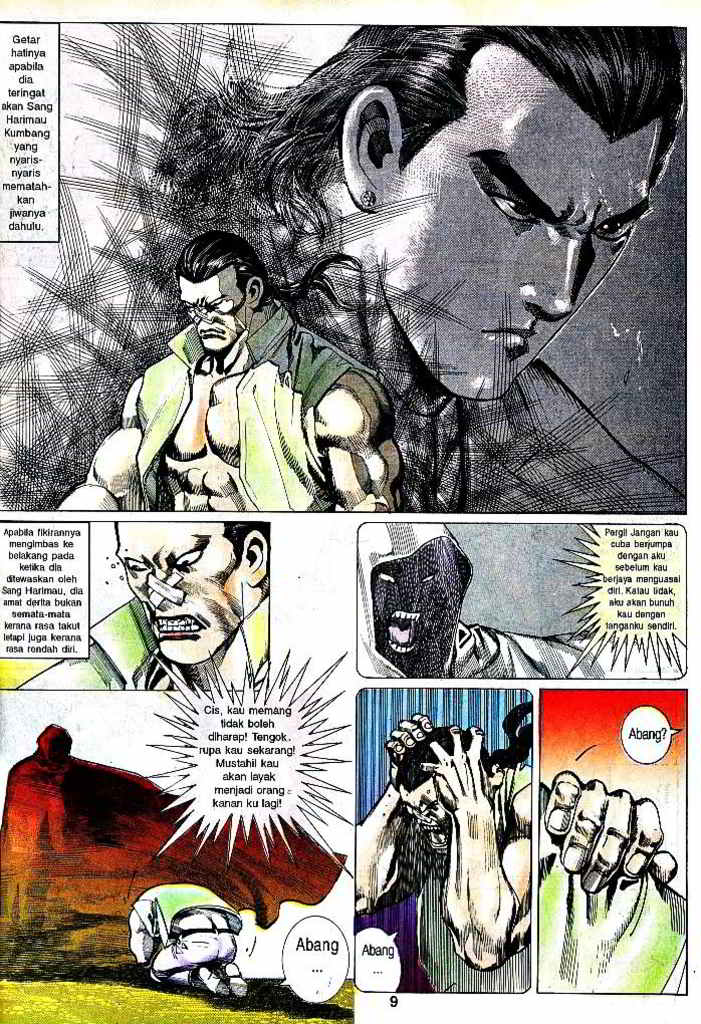 Getar
hatinya
apabila
dia
teringat
akan Sang
Harimau
Kumbang
yang
nyaris-
nyaris
mematah-
kan
jiwanya
dahulu.
Apabila fikirannya
mengimbas ke
belakang pada
ketika dia
ditewaskan oleh
Sang Harimau, dia
amat derita bukan
semata-mata
kerana rasa takut
tetapi juga kerana
rasa rendah diri.
Pergi! Jangan kau
cuba berjumpa
dengan aku
sebelum kau
berjaya menguasai
diri. Kalau tidak,
aku akan bunuh
kau dengan
tanganku sendiri.
Cis, kau memang
tidak boleh
diharap! Tengok
rupa kau sekarang!
Mustahil kau
akan layak
menjadi orang
kanan ku lagi!
Abang
...
Abang
...
Abang?
9